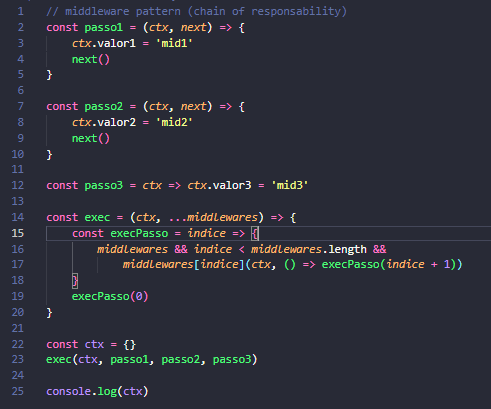 1 // middleware pattern (chain of responsability)
2 const passo1 = (ctx, next) => {
3     ctx.valor1 = 'mid1'
4     next()
5 }
6
7 const passo2 = (ctx, next) => {
8     ctx.valor2 = 'mid2'
9     next()
10 }
11
12 const passo3 = ctx => ctx.valor3 = 'mid3'
13
14 const exec = (ctx, ...middlewares) => {
15     const execPasso = indice => {
16         middlewares && indice < middlewares.length &&
17             middlewares[indice](ctx, () => execPasso(indice + 1))
18     }
19     execPasso(0)
20 }
21
22 const ctx = {}
23 exec(ctx, passo1, passo2, passo3)
24
25 console.log(ctx)